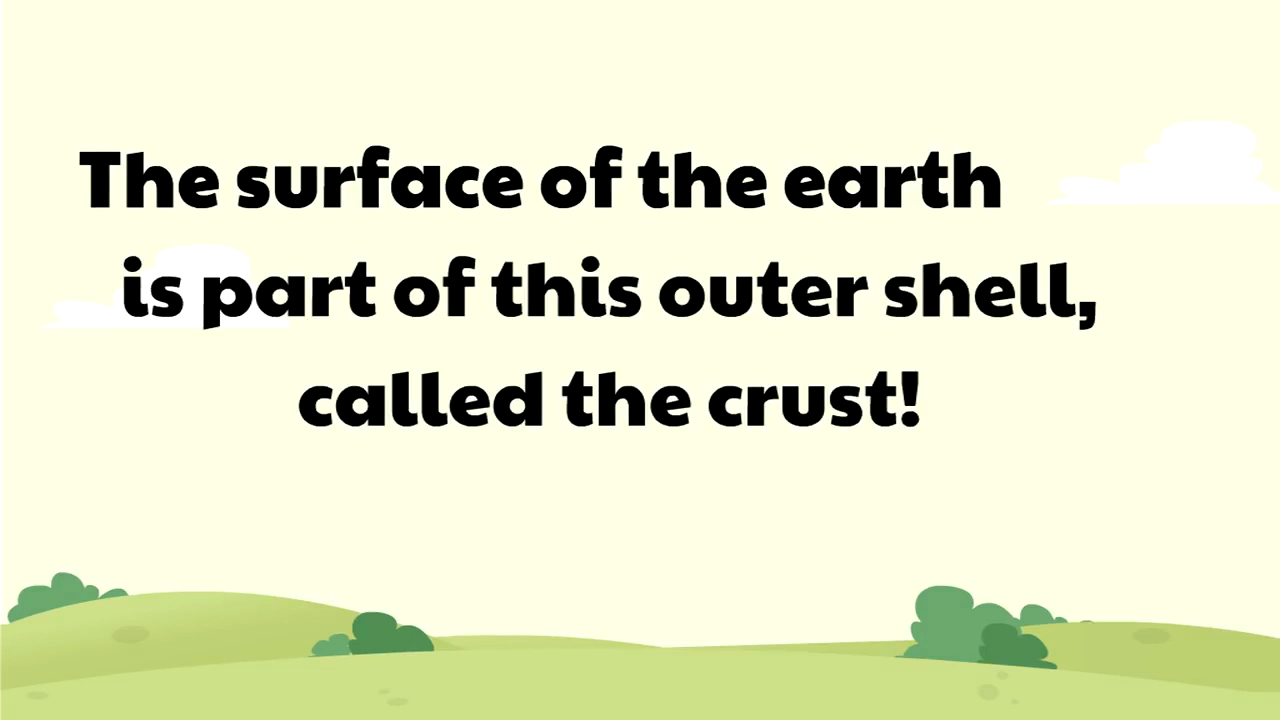 The surface of the earth
is part of this outer shell,
called the crust!